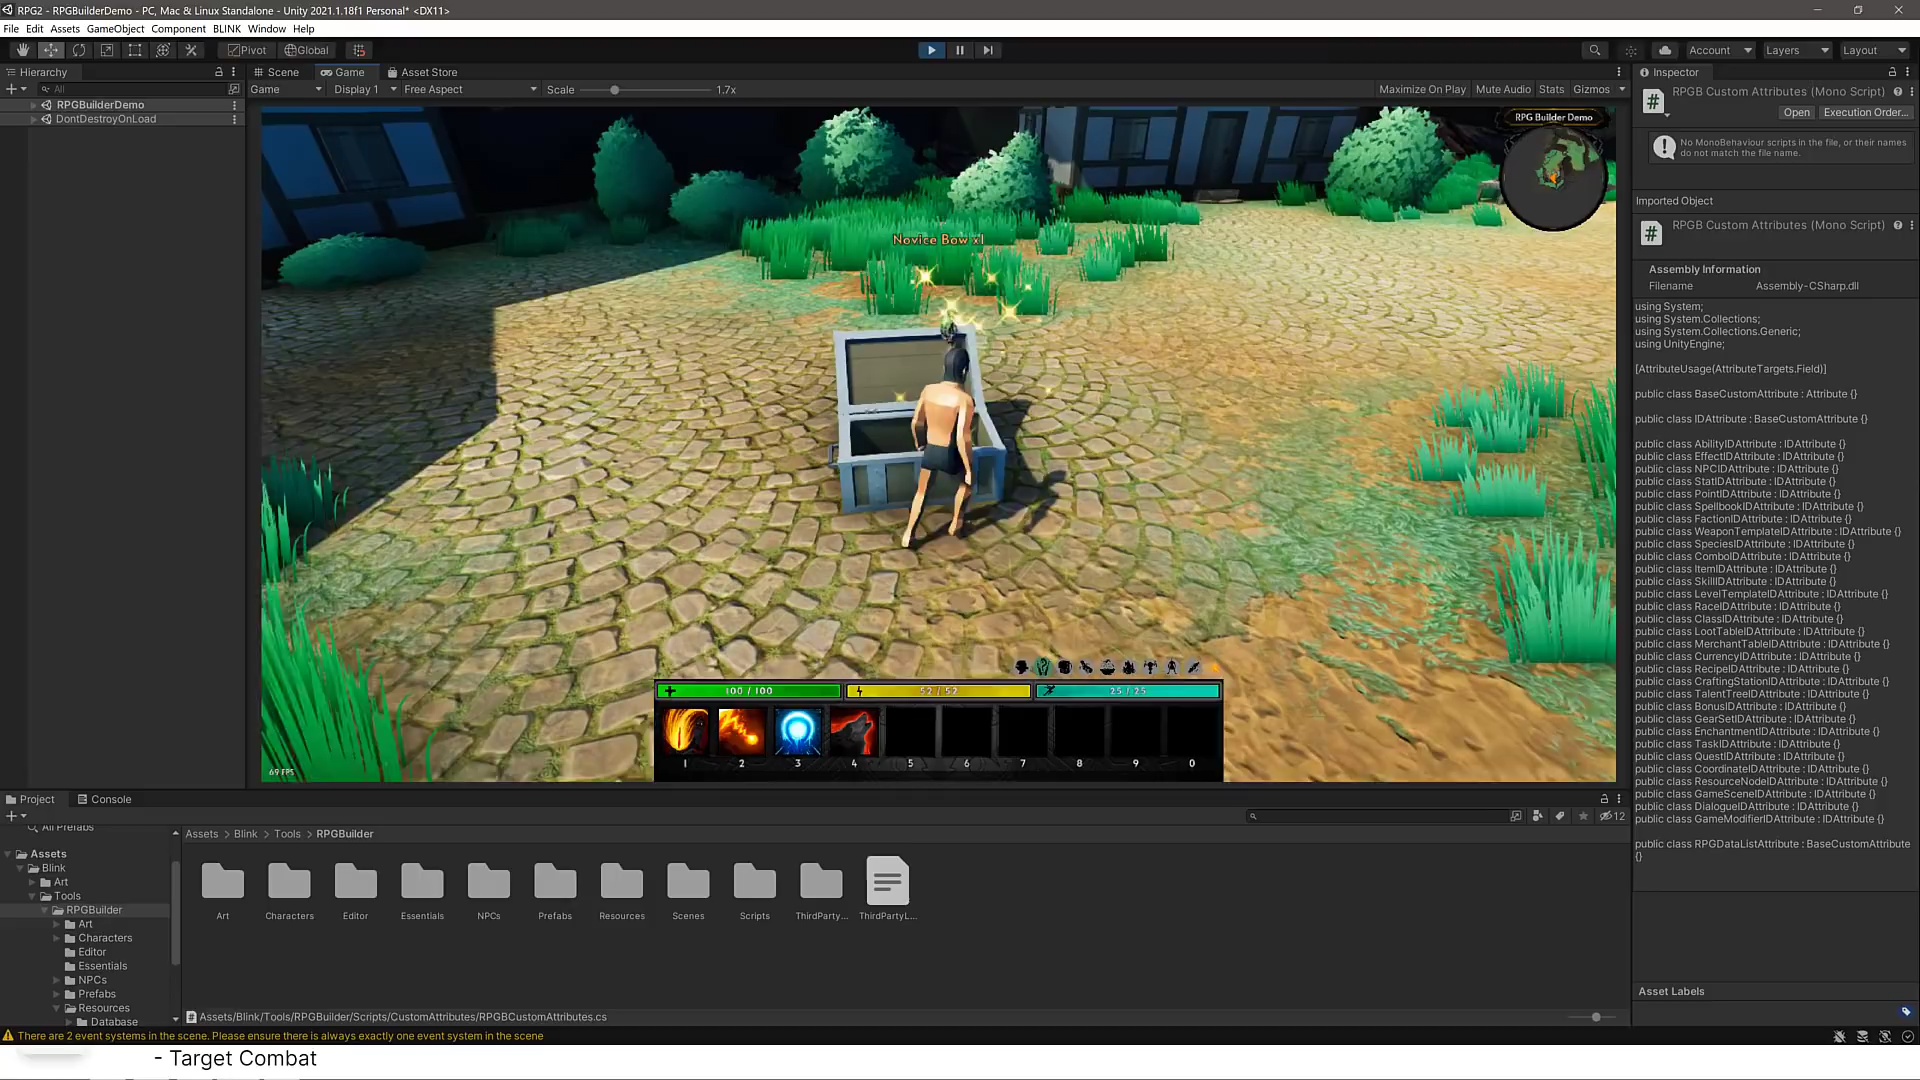 RPG2 - RPGBuilderDemo - PC, Mac & Linux Standalone - Unity 2021.1.18f1 Personal* <DX11>
File Edit Assets GameObject Component BLINK Window Help
Pivot Global
Account Layers Layout
Hierarchy
All
RPGBuilderDemo
DontDestroyOnLoad
Scene Game Asset Store
Game Display 1 Free Aspect Scale 1.7x Maximize On Play Mute Audio Stats Gizmos
RPG Builder Demo
Novice Bow x1
100 / 100 52 / 52 25 / 25
1 2 3 4 5 6 7 8 9 0
69 FPS
Inspector
RPGB Custom Attributes (Mono Script)
Open Execution Order...
No MonoBehaviour scripts in the file, or their names
do not match the file name.
Imported Object
RPGB Custom Attributes (Mono Script)
Assembly Information
Filename Assembly-CSharp.dll
using System;
using System.Collections;
using System.Collections.Generic;
using UnityEngine;
[AttributeUsage(AttributeTargets.Field)]
public class BaseCustomAttribute : Attribute {}
public class IDAttribute : BaseCustomAttribute {}
public class AbilityIDAttribute : IDAttribute {}
public class EffectIDAttribute : IDAttribute {}
public class NPCIDAttribute : IDAttribute {}
public class StatIDAttribute : IDAttribute {}
public class PointIDAttribute : IDAttribute {}
public class SpellbookIDAttribute : IDAttribute {}
public class FactionIDAttribute : IDAttribute {}
public class WeaponTemplateIDAttribute : IDAttribute {}
public class SpeciesIDAttribute : IDAttribute {}
public class ComboIDAttribute : IDAttribute {}
public class ItemIDAttribute : IDAttribute {}
public class SkillIDAttribute : IDAttribute {}
public class LevelTemplateIDAttribute : IDAttribute {}
public class RaceIDAttribute : IDAttribute {}
public class ClassIDAttribute : IDAttribute {}
public class LootTableIDAttribute : IDAttribute {}
public class MerchantTableIDAttribute : IDAttribute {}
public class CurrencyIDAttribute : IDAttribute {}
public class RecipeIDAttribute : IDAttribute {}
public class CraftingStationIDAttribute : IDAttribute {}
public class TalentTreeIDAttribute : IDAttribute {}
public class BonusIDAttribute : IDAttribute {}
public class GearSetIDAttribute : IDAttribute {}
public class EnchantmentIDAttribute : IDAttribute {}
public class TaskIDAttribute : IDAttribute {}
public class QuestIDAttribute : IDAttribute {}
public class CoordinateIDAttribute : IDAttribute {}
public class ResourceNodeIDAttribute : IDAttribute {}
public class GameSceneIDAttribute : IDAttribute {}
public class DialogueIDAttribute : IDAttribute {}
public class GameModifierIDAttribute : IDAttribute {}
public class RPGDataListAttribute : BaseCustomAttribute
{}
Asset Labels
Project Console
12
All Prefabs
Assets
Blink
Art
Tools
RPGBuilder
Art
Characters
Editor
Essentials
NPCs
Prefabs
Resources
Database
Assets > Blink > Tools > RPGBuilder
Art Characters Editor Essentials NPCs Prefabs Resources Scenes Scripts ThirdParty... ThirdPartyL...
Assets/Blink/Tools/RPGBuilder/Scripts/CustomAttributes/RPGBCustomAttributes.cs
There are 2 event systems in the scene. Please ensure there is always exactly one event system in the scene
- Target Combat